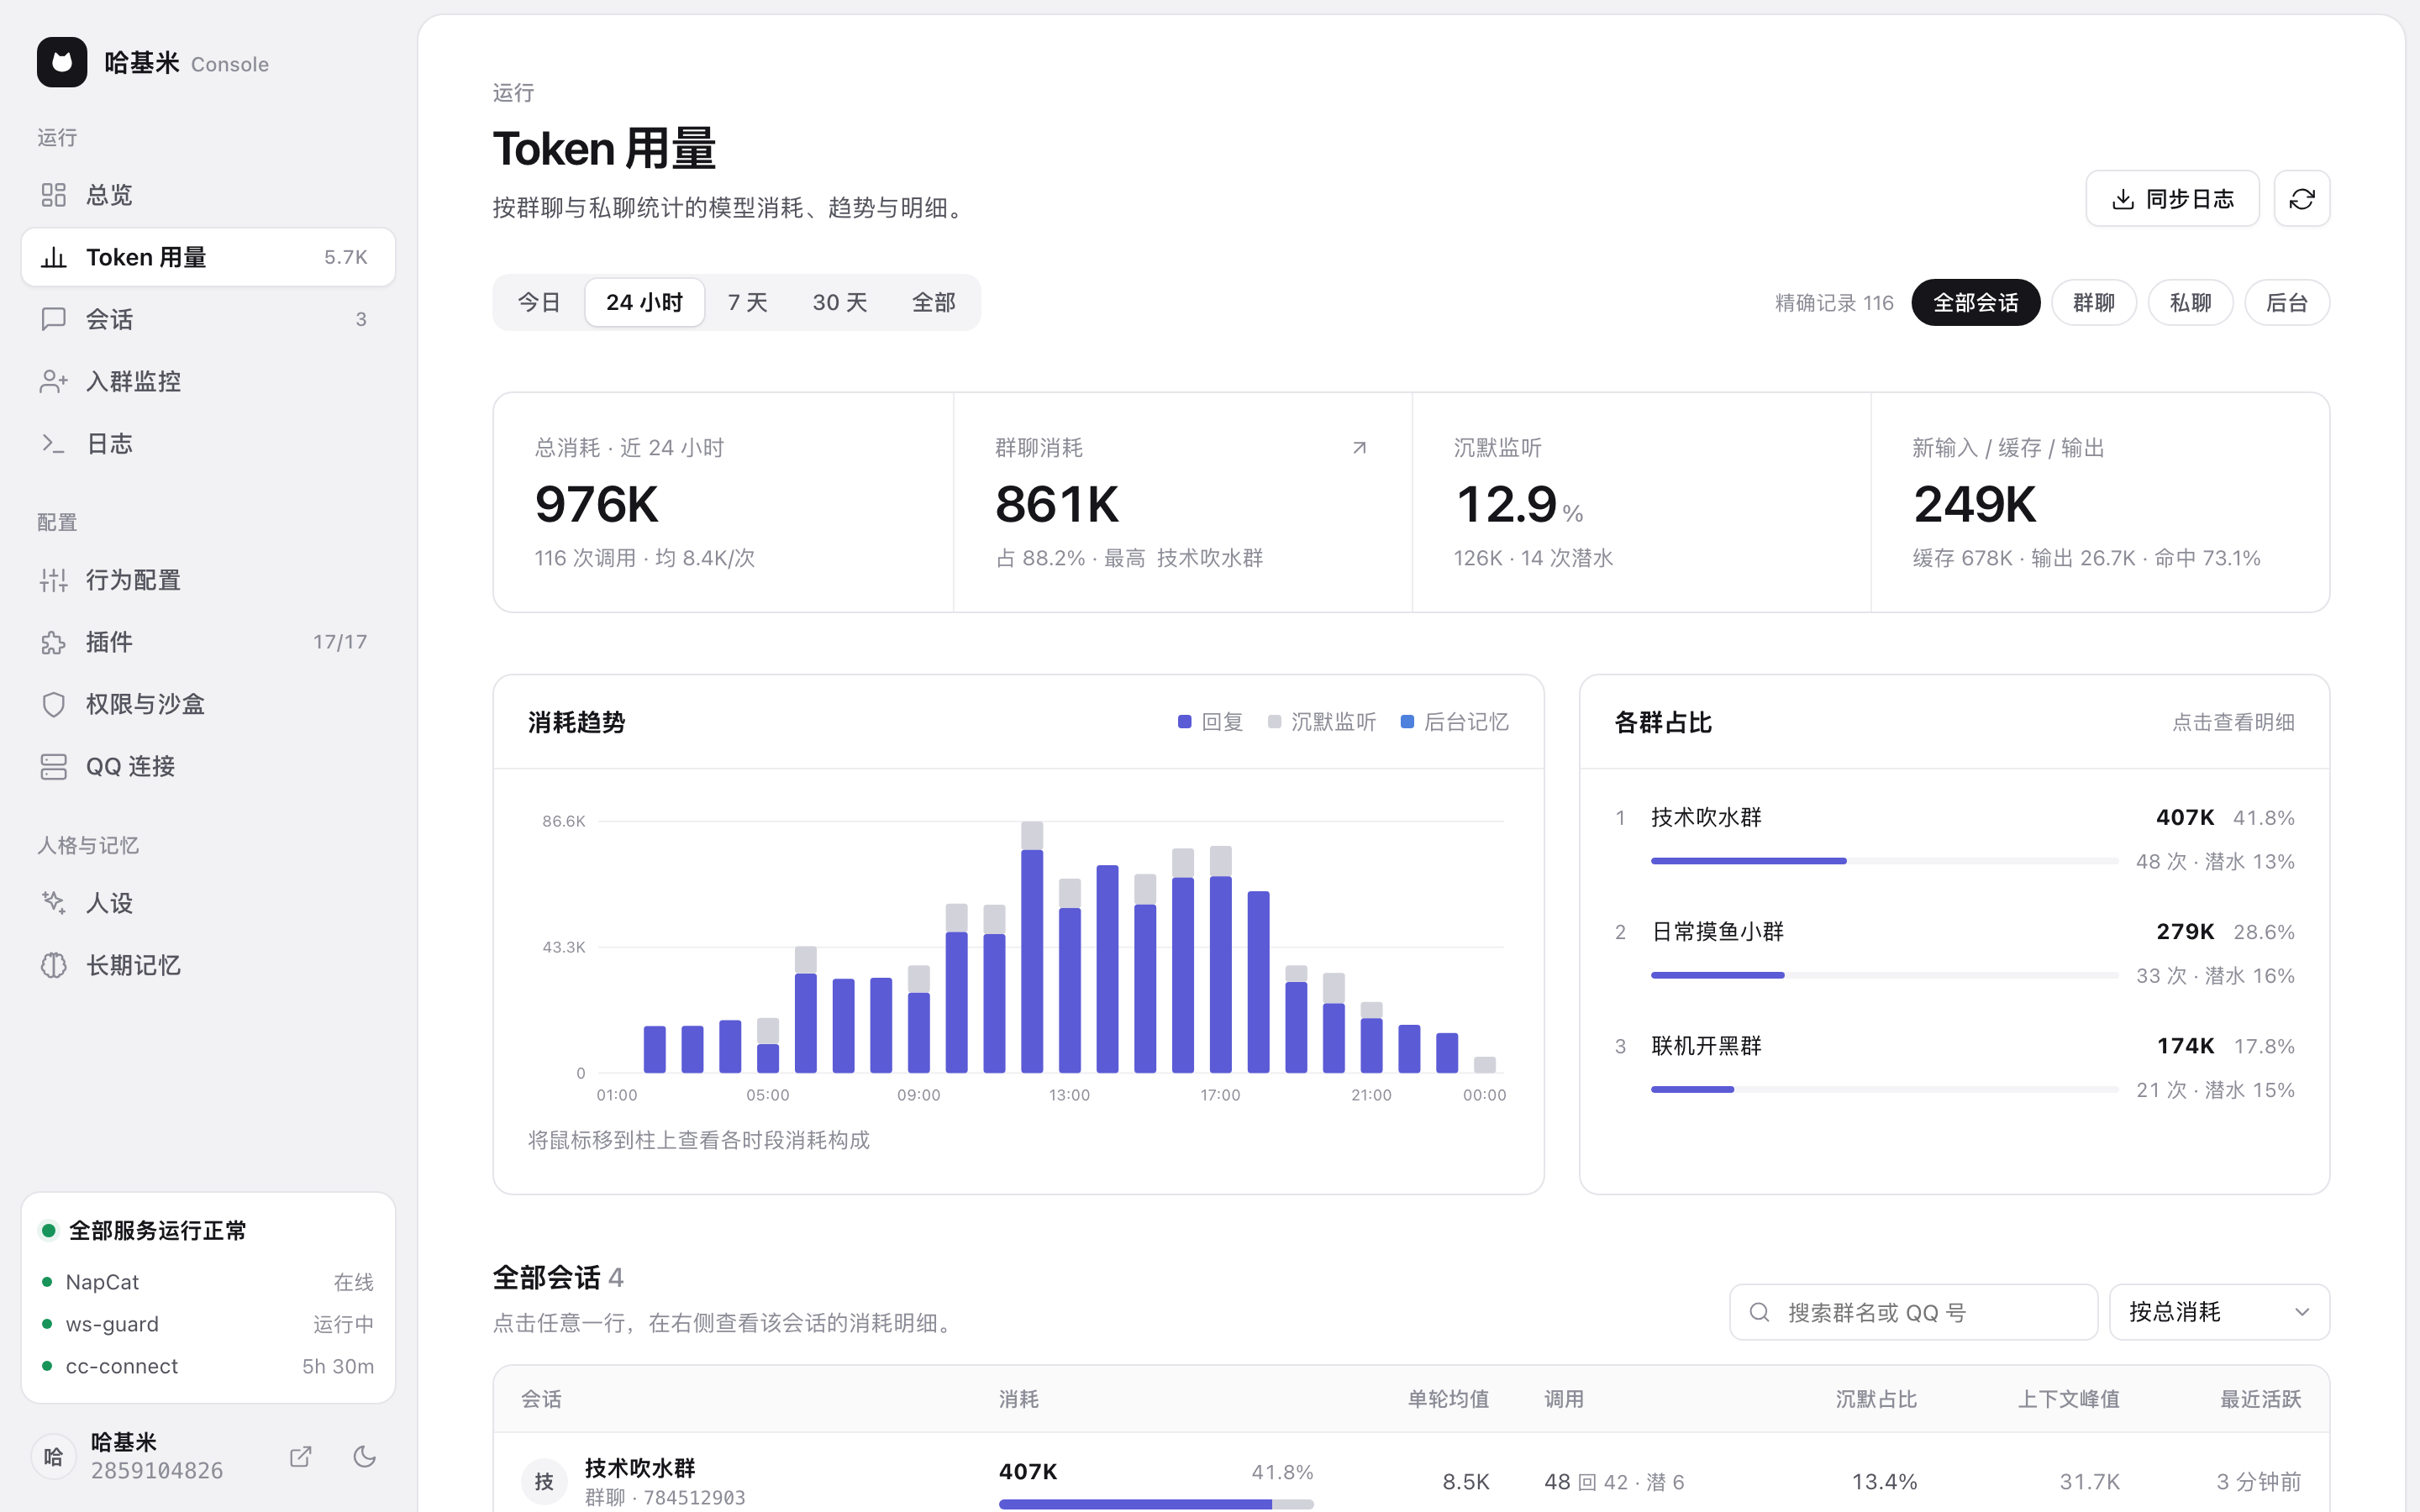 哈基米 Console
运行
总览
Token 用量 5.7K
会话 3
入群监控
日志
配置
行为配置
插件 17/17
权限与沙盒
QQ 连接
人格与记忆
人设
长期记忆
全部服务运行正常
NapCat 在线
ws-guard 运行中
cc-connect 5h 30m
哈
哈基米
2859104826
运行
Token 用量
按群聊与私聊统计的模型消耗、趋势与明细。
同步日志
今日 24 小时 7 天 30 天 全部
精确记录 116 全部会话 群聊 私聊 后台
总消耗 · 近 24 小时
976K
116 次调用 · 均 8.4K/次
群聊消耗
861K
占 88.2% · 最高 技术吹水群
沉默监听
12.9%
126K · 14 次潜水
新输入 / 缓存 / 输出
249K
缓存 678K · 输出 26.7K · 命中 73.1%
消耗趋势
回复 沉默监听 后台记忆
86.6K
43.3K
0
01:00 05:00 09:00 13:00 17:00 21:00 00:00
将鼠标移到柱上查看各时段消耗构成
各群占比 点击查看明细
1 技术吹水群 407K 41.8%
48 次 · 潜水 13%
2 日常摸鱼小群 279K 28.6%
33 次 · 潜水 16%
3 联机开黑群 174K 17.8%
21 次 · 潜水 15%
全部会话 4
点击任意一行，在右侧查看该会话的消耗明细。
搜索群名或 QQ 号 按总消耗
会话 消耗 单轮均值 调用 沉默占比 上下文峰值 最近活跃
技 技术吹水群 407K 41.8% 8.5K 48 回 42 · 潜 6 13.4% 31.7K 3 分钟前
群聊 · 784512903